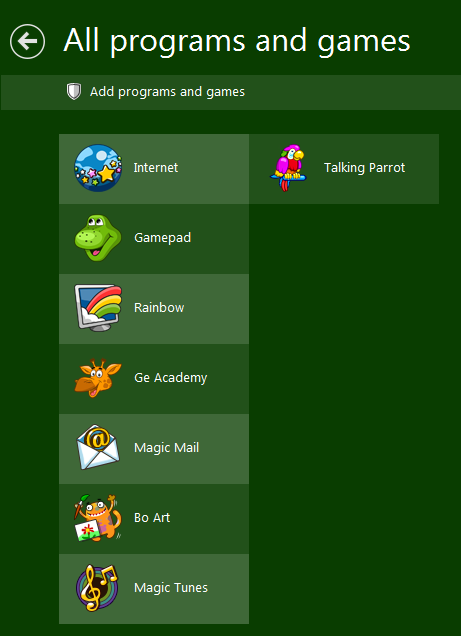 All programs and games
Add programs and games
Internet
Talking Parrot
Gamepad
Rainbow
Ge Academy
Magic Mail
Bo Art
Magic Tunes